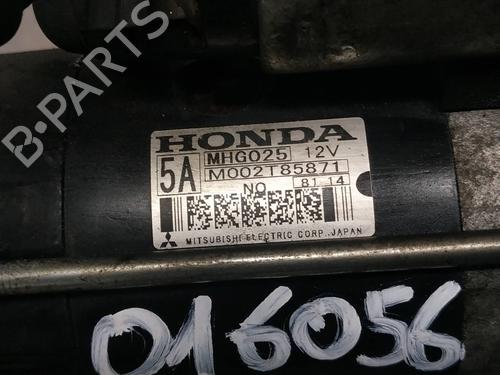 B-PARTS
HONDA
5A MHG025 12V
M002T85871
NO 81 14
MITSUBISHI ELECTRIC CORP.,JAPAN
016056